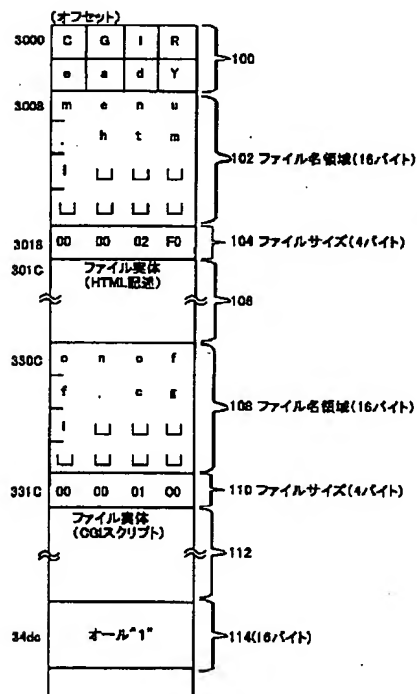 (オフセット)
3000 C G I R
e a d Y 100
3008 m e n u
. h t m
l ␣ ␣ ␣ 102 ファイル名領域(16バイト)
␣ ␣ ␣ ␣
3018 00 00 02 F0 104 ファイルサイズ(4バイト)
301C ファイル実体
(HTML記述) 106
330C o n o f
f . c g 108 ファイル名領域(16バイト)
i ␣ ␣ ␣
␣ ␣ ␣ ␣
331C 00 00 01 00 110 ファイルサイズ(4バイト)
ファイル実体
(CGIスクリプト) 112
34dc オール"1" 114(16バイト)